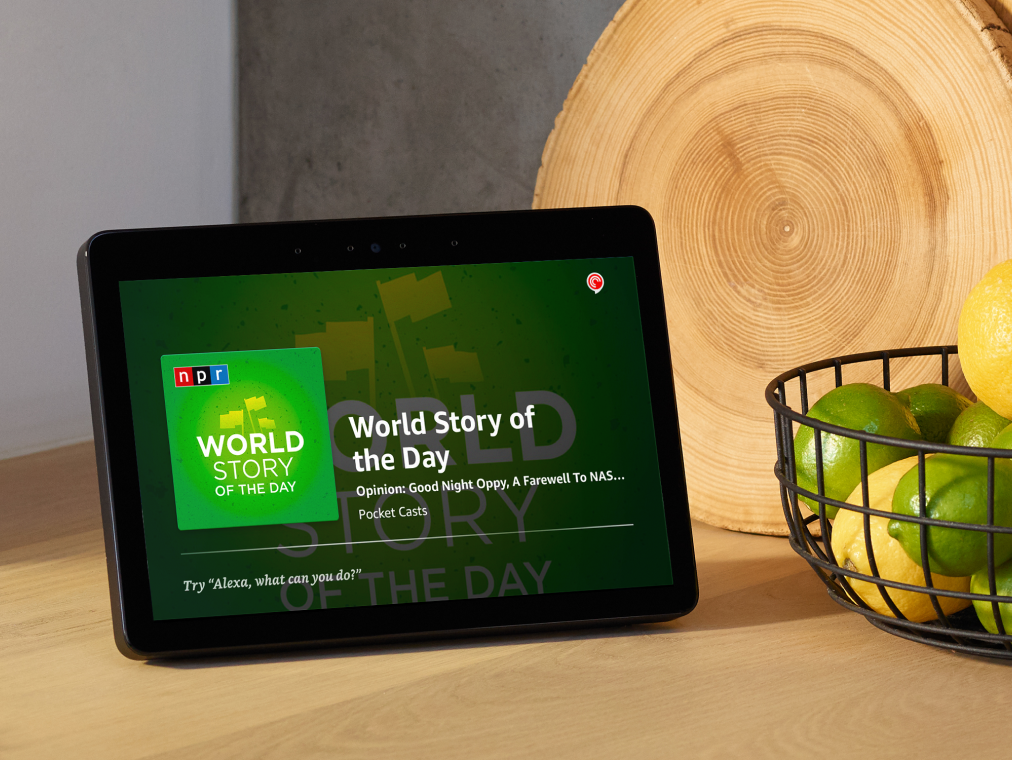 npr
WORLD
STORY
OF THE DAY
World Story of
the Day
Opinion: Good Night Oppy, A Farewell To NAS...
Pocket Casts
Try “Alexa, what can you do?”
WORLD
STORY
OF THE DAY